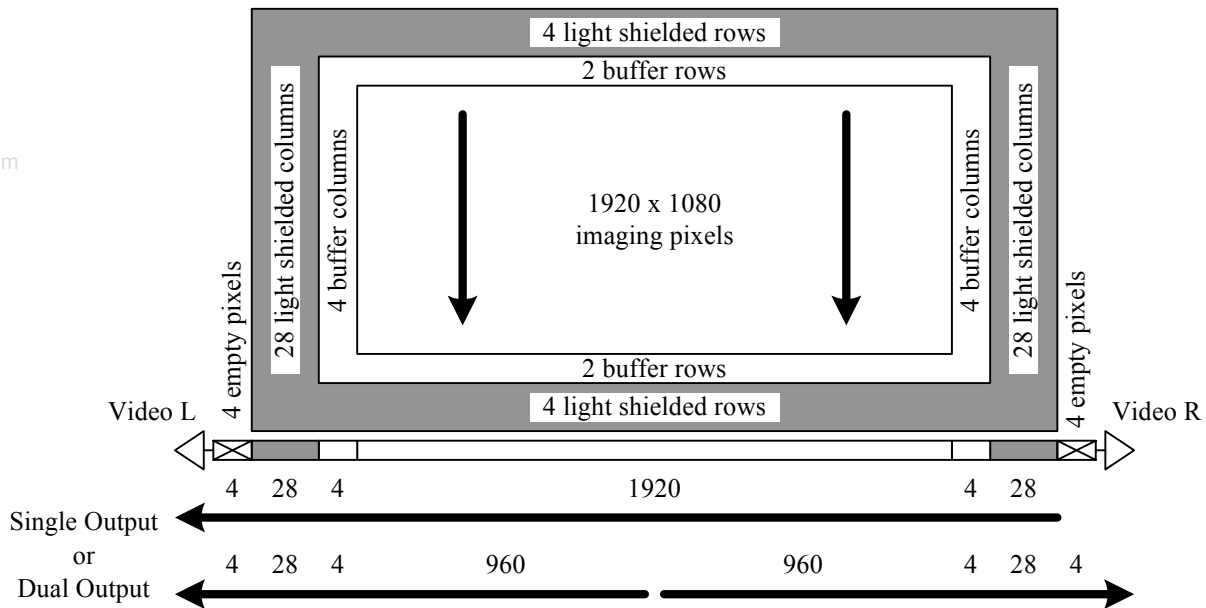 4 light shielded rows
2 buffer rows
28 light shielded columns
4 buffer columns
1920 x 1080
imaging pixels
4 buffer columns
28 light shielded columns
m
4 empty pixels
4 empty pixels
2 buffer rows
4 light shielded rows
Video L
Video R
4 28 4 1920 4 28
Single Output
or
Dual Output
4 28 4 960 960 4 28 4